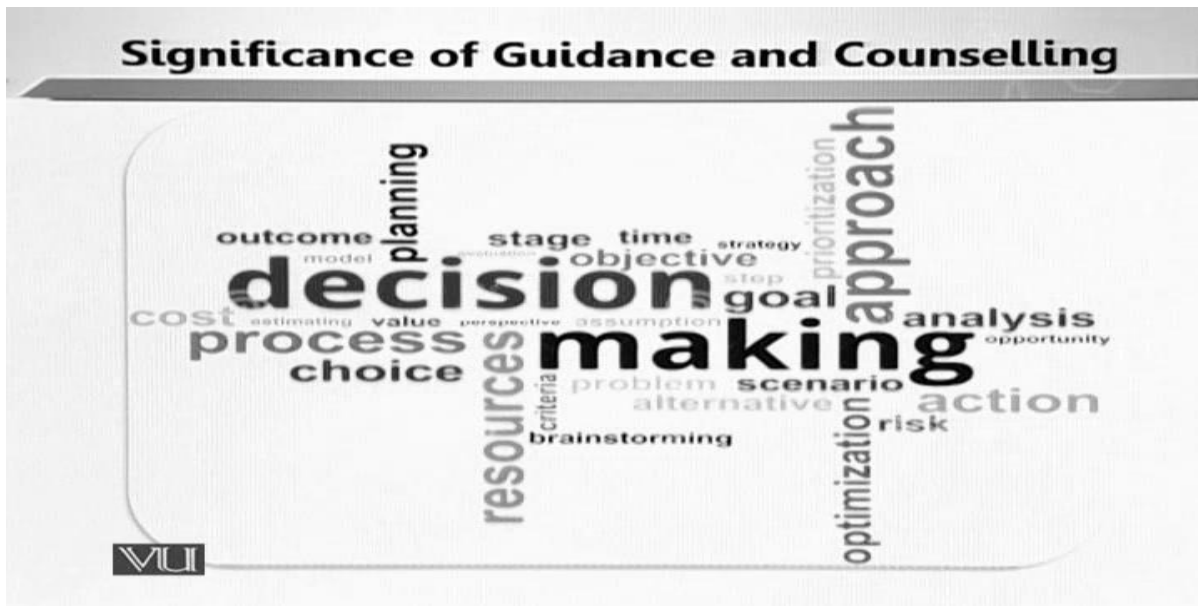 Significance of Guidance and Counselling
planning
prioritization
approach
outcome
stage
time
strategy
model
evaluation
objective
decision
step
goal
cost
estimating
value
perspective
assumption
making
analysis
process
opportunity
choice
resources
criteria
problem
scenario
alternative
action
optimization
risk
brainstorming
VU